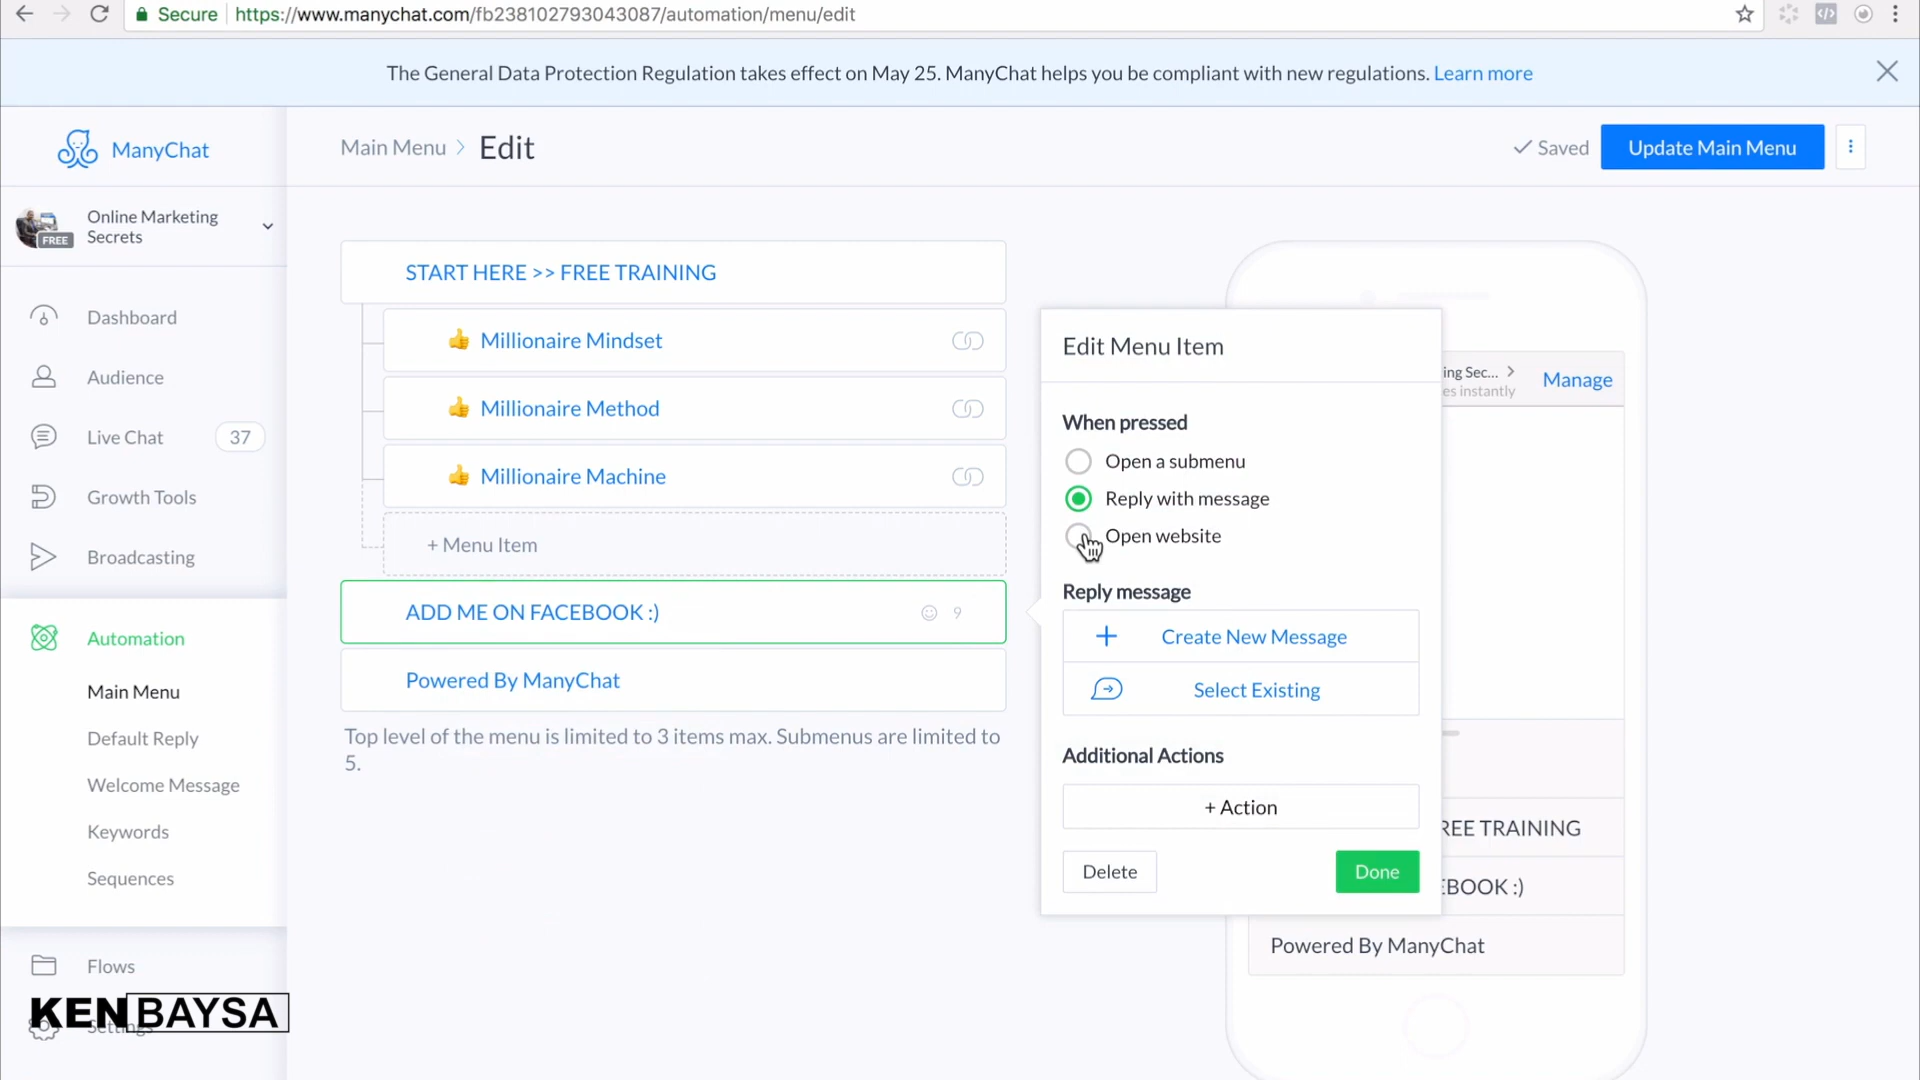 Secure https://www.manychat.com/fb238102793043087/automation/menu/edit
The General Data Protection Regulation takes effect on May 25. ManyChat helps you be compliant with new regulations. Learn more
ManyChat
Main Menu > Edit
Saved
Update Main Menu
Online Marketing
Secrets
FREE
Dashboard
Audience
Live Chat 37
Growth Tools
Broadcasting
Automation
Main Menu
Default Reply
Welcome Message
Keywords
Sequences
Flows
Settings
KENBAYSA
START HERE >> FREE TRAINING
👍 Millionaire Mindset
👍 Millionaire Method
👍 Millionaire Machine
+ Menu Item
ADD ME ON FACEBOOK :) 9
Powered By ManyChat
Top level of the menu is limited to 3 items max. Submenus are limited to
5.
Edit Menu Item
When pressed
Open a submenu
Reply with message
Open website
Reply message
+ Create New Message
Select Existing
Additional Actions
+ Action
Delete
Done
ing Sec... >
es instantly
Manage
REE TRAINING
EBOOK :)
Powered By ManyChat